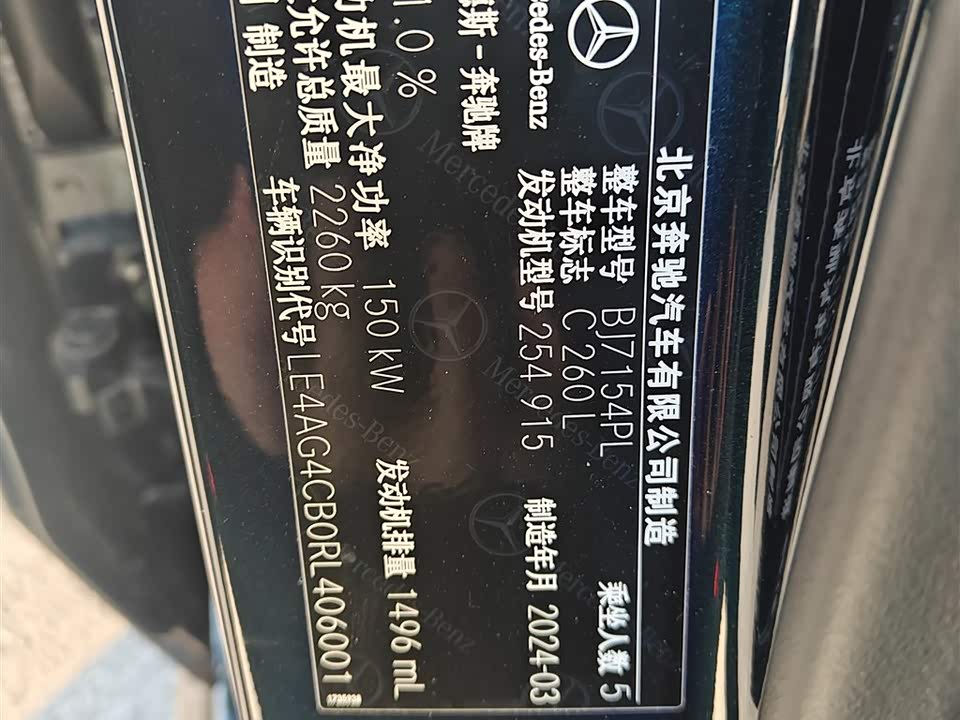 北京奔驰汽车有限公司制造
整车型号 BJ7154PL 乘坐人数 5
整车标志 C 260 L
edes-Benz 发动机型号 254 915 制造年月 2024-03
斯-奔驰牌
1.0 %
机最大净功率 150 kW 发动机排量 1496 mL
允许总质量 2260 kg
制造 车辆识别代号 LE4AG4CB0RL406001